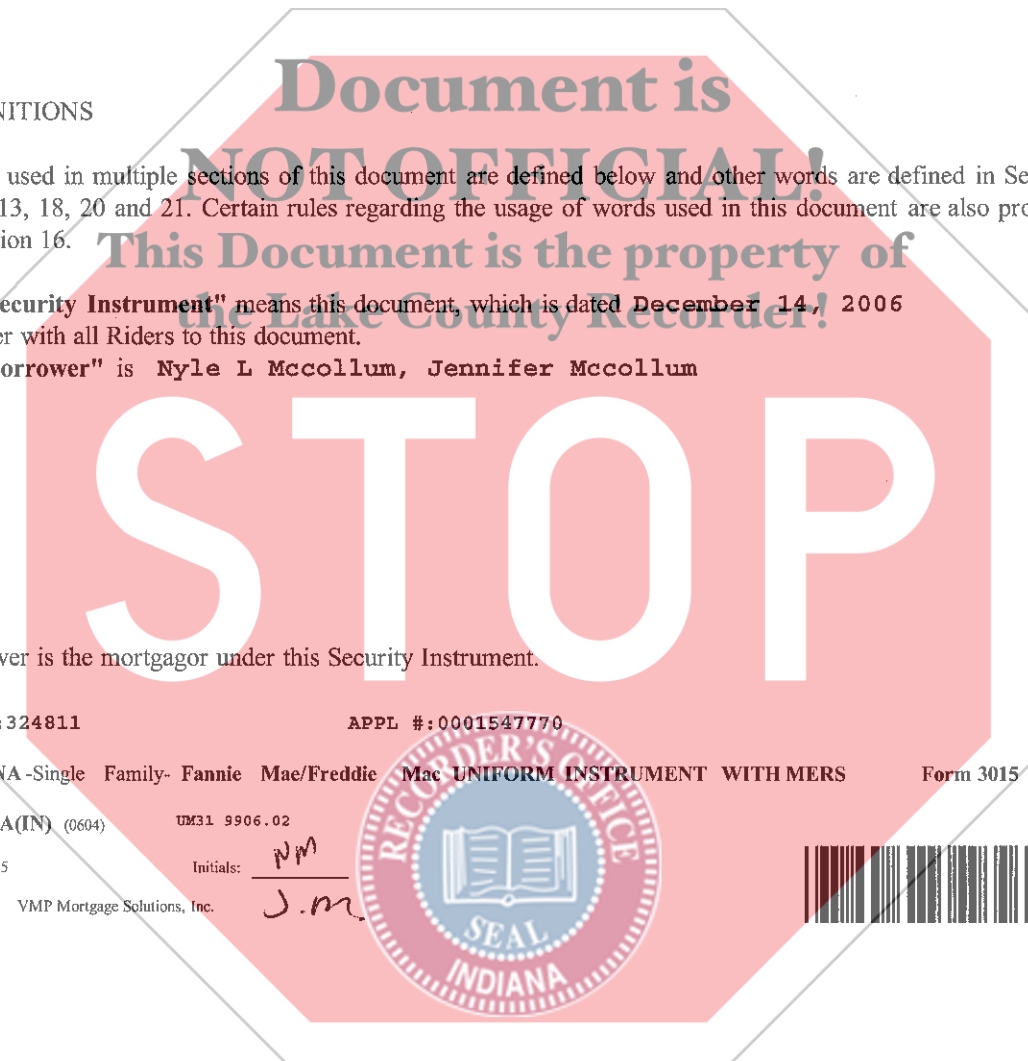 Document is
NITIONS
NOT OFFICIAL!
used in multiple sections of this document are defined below and other words are defined in Se
13, 18, 20 and 21. Certain rules regarding the usage of words used in this document are also pro
ion 16.
This Document is the property of
ecurity Instrument" means this document, which is dated December 14, 2006
the Lake County Recorder!
er with all Riders to this document.
orrower" is Nyle L Mccollum, Jennifer Mccollum
STOP
ver is the mortgagor under this Security Instrument.
:324811 APPL #:0001547770
NA-Single Family- Fannie Mae/Freddie Mac UNIFORM INSTRUMENT WITH MERS Form 3015
A(IN) (0604) UM31 9906.02
5 Initials: NM
VMP Mortgage Solutions, Inc. J.M.
RECORDER'S OFFICE
SEAL
INDIANA